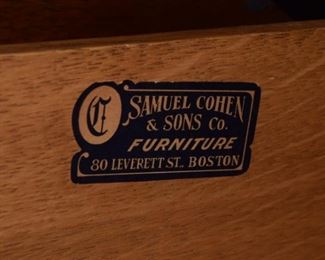 C
SAMUEL COHEN
& SONS CO.
FURNITURE
80 LEVERETT ST., BOSTON